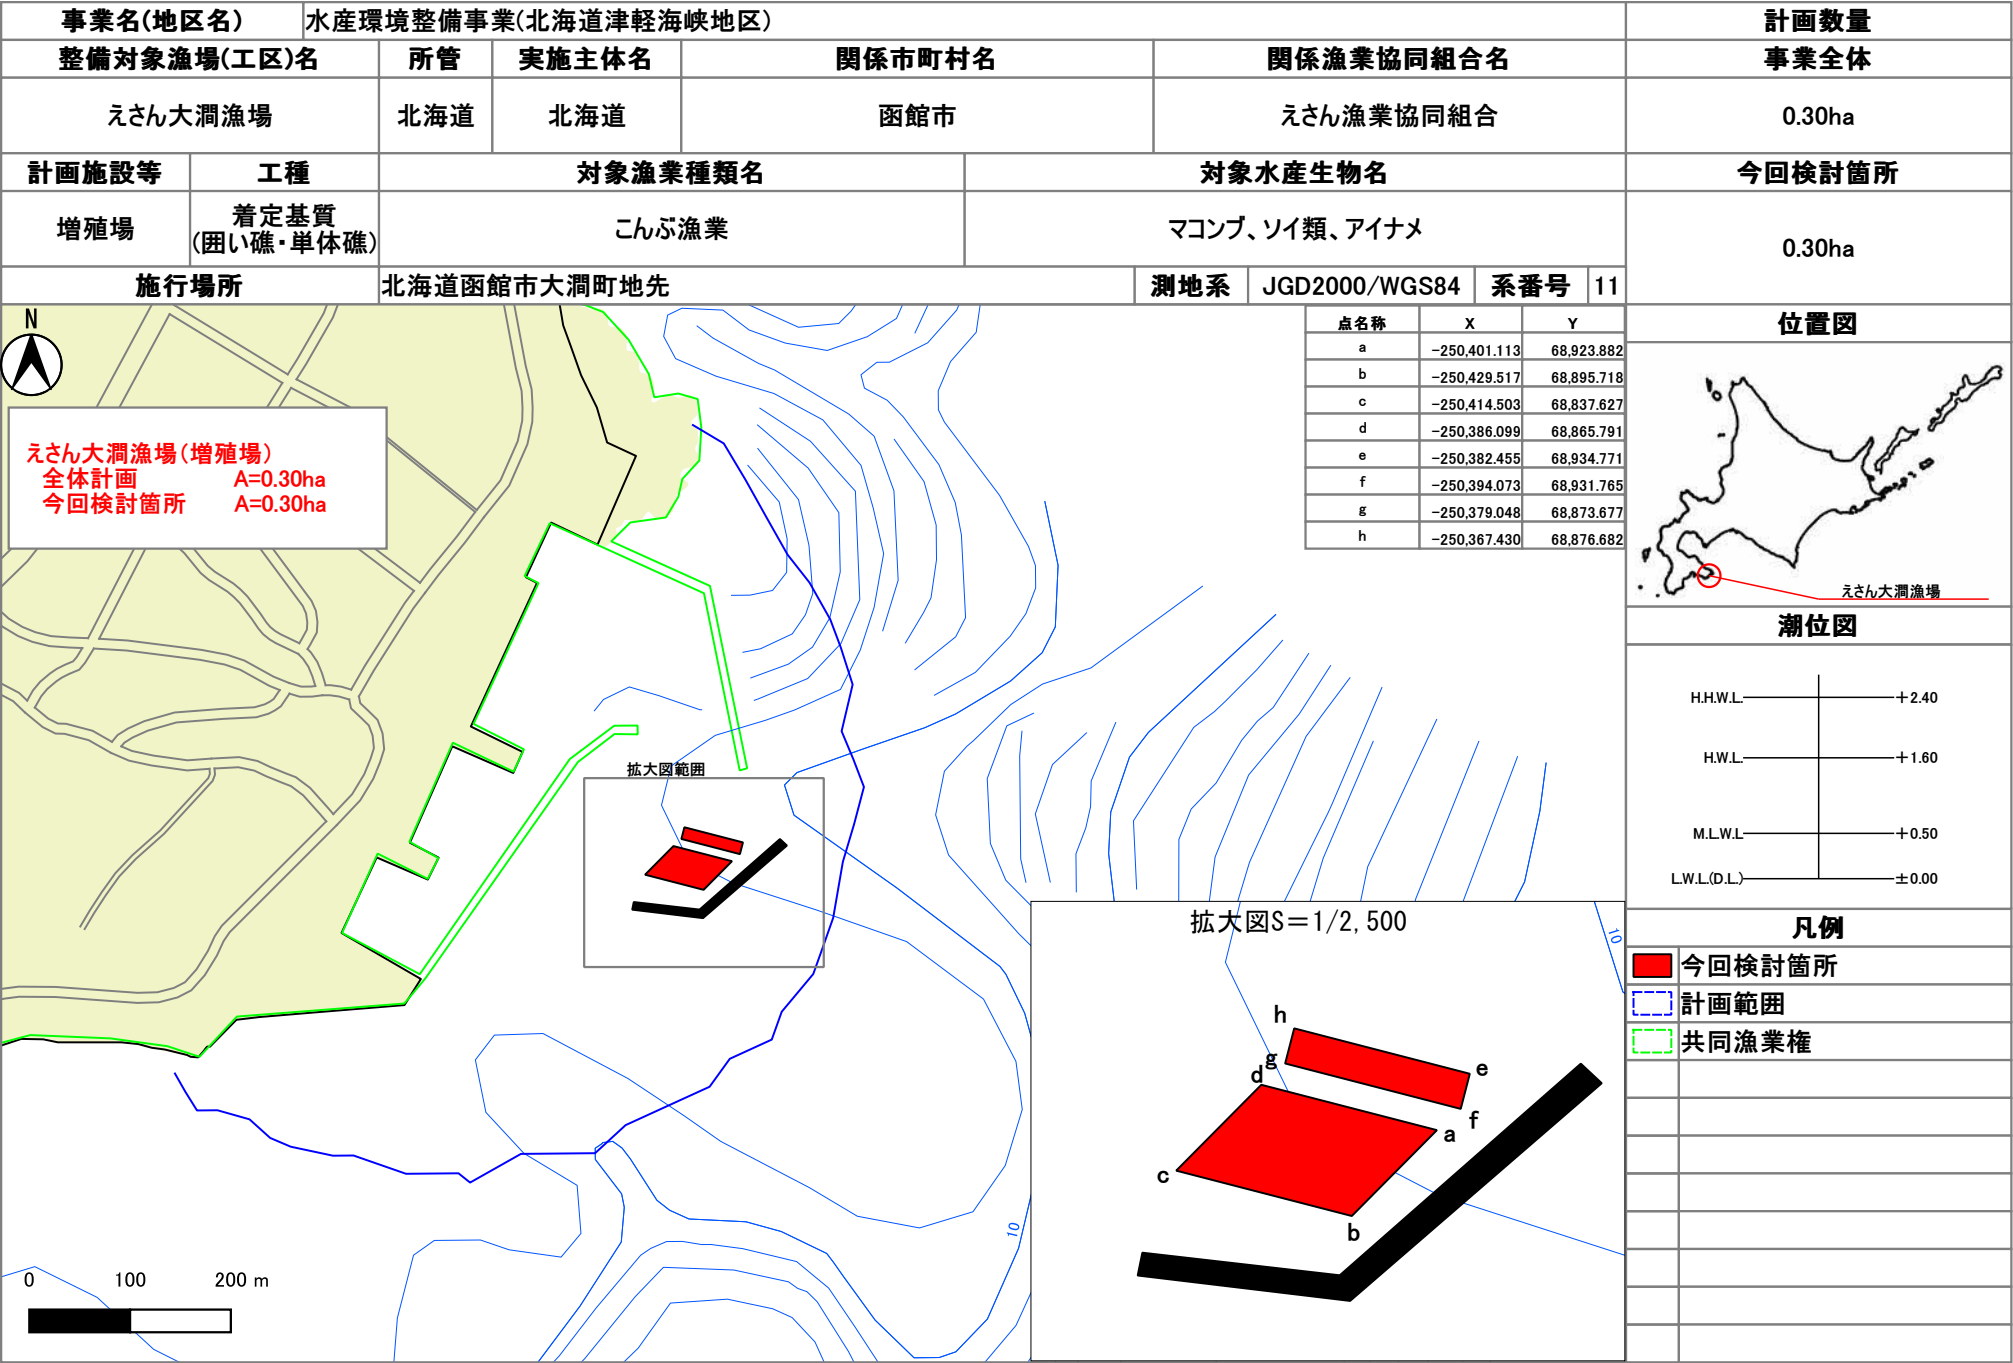 事業名(地区名)
水産環境整備事業(北海道津軽海峡地区)
計画数量
整備対象漁場(工区)名
所管
実施主体名
関係市町村名
関係漁業協同組合名
事業全体
えさん大澗漁場
北海道
北海道
函館市
えさん漁業協同組合
0.30ha
計画施設等
工種
対象漁業種類名
対象水産生物名
今回検討箇所
増殖場
着定基質
(囲い礁・単体礁)
こんぶ漁業
マコンブ、ソイ類、アイナメ
0.30ha
施行場所
北海道函館市大澗町地先
測地系
JGD2000/WGS84
系番号
11
N
えさん大澗漁場(増殖場)
全体計画 A=0.30ha
今回検討箇所 A=0.30ha
点名称 X Y
a -250,401.113 68,923.882
b -250,429.517 68,895.718
c -250,414.503 68,837.627
d -250,386.099 68,865.791
e -250,382.455 68,934.771
f -250,394.073 68,931.765
g -250,379.048 68,873.677
h -250,367.430 68,876.682
位置図
えさん大澗漁場
潮位図
H.H.W.L. +2.40
H.W.L. +1.60
M.L.W.L +0.50
L.W.L.(D.L.) ±0.00
拡大図範囲
拡大図S=1/2,500
10
h
g
d
e
f
a
c
b
10
0 100 200 m
凡例
今回検討箇所
計画範囲
共同漁業権